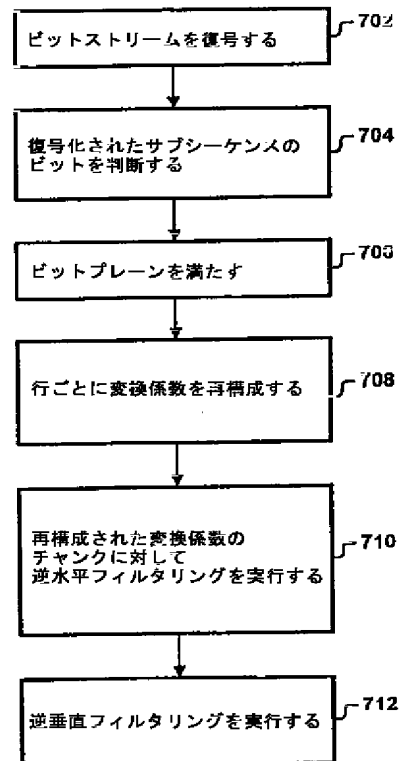 ビットストリームを復号する
702
復号化されたサブシーケンスの
ビットを判断する
704
ビットプレーンを満たす
706
行ごとに変換係数を再構成する
708
再構成された変換係数の
チャンクに対して
逆水平フィルタリングを実行する
710
逆垂直フィルタリングを実行する
712